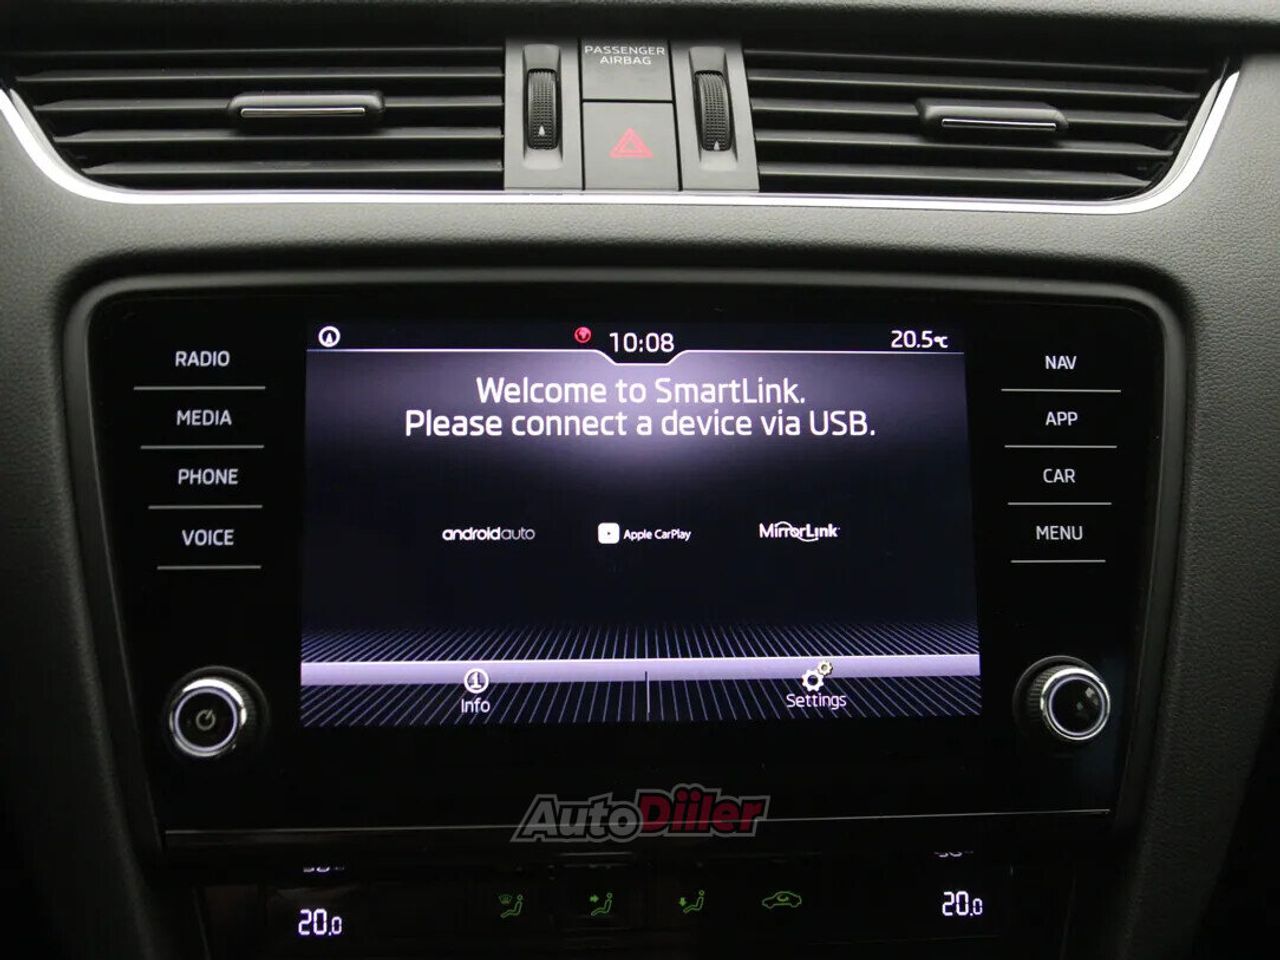 PASSENGER
AIRBAG
10:08
20.5°C
RADIO
MEDIA
PHONE
VOICE
Welcome to SmartLink.
Please connect a device via USB.
androidauto
Apple CarPlay
MirrorLink
Info
Settings
NAV
APP
CAR
MENU
AutoDiiler
20.0
20.0